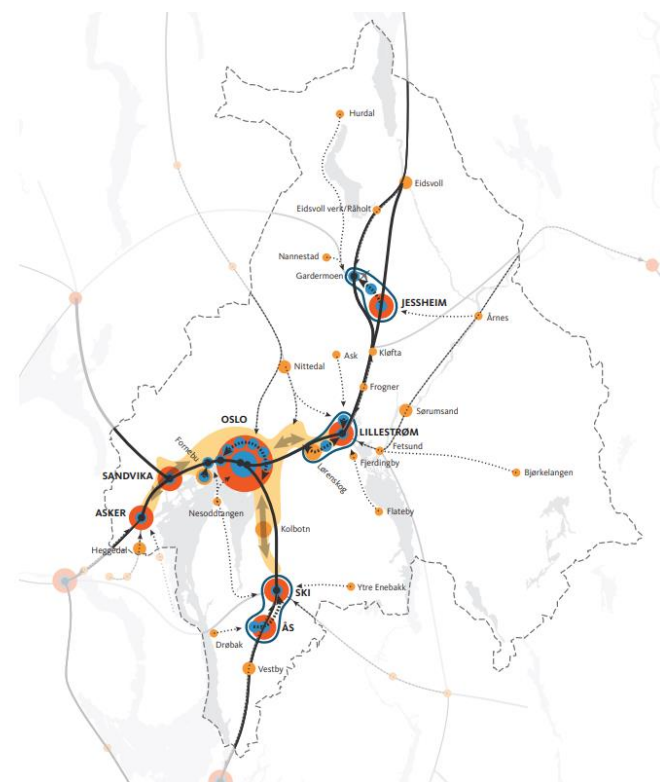 Hurdal
Eidsvoll
Eidsvoll verk/Råholt
Nannestad
Gardermoen
JESSHEIM
Årnes
Kløfta
Ask
Nittedal
Frogner
Sørumsand
OSLO
LILLESTRØM
Fetsund
Fornebu
Fjerdingby
SANDVIKA
Lørenskog
Bjørkelangen
ASKER
Nesoddtangen
Flateby
Kolbotn
Heggedal
Ytre Enebakk
SKI
ÅS
Drøbak
Vestby